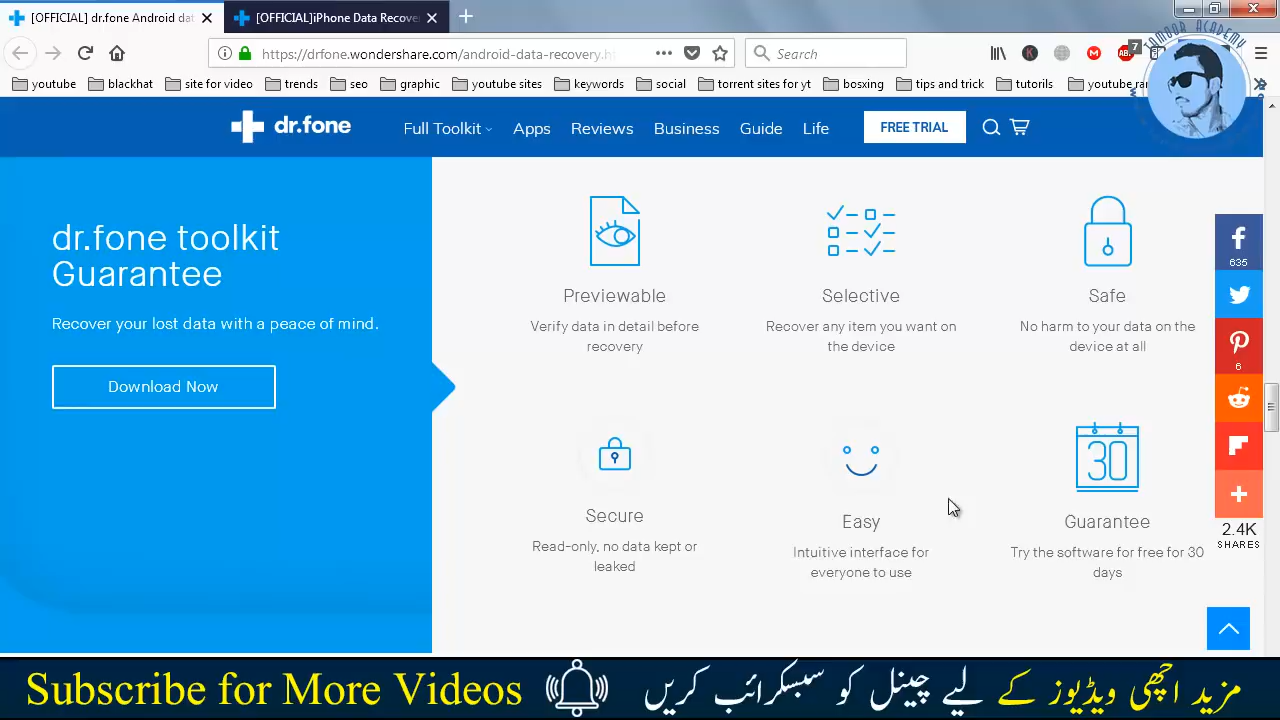 [OFFICIAL] dr.fone Android dat
[OFFICIAL]iPhone Data Recove
https://drfone.wondershare.com/android-data-recovery.h
Search
7
youtube
blackhat
site for video
trends
seo
graphic
youtube sites
keywords
social
torrent sites for yt
bosxing
tips and trick
tutorils
youtube ran
dr.fone
Full Toolkit
Apps
Reviews
Business
Guide
Life
FREE TRIAL
dr.fone toolkit
Guarantee
Recover your lost data with a peace of mind.
Download Now
Previewable
Verify data in detail before
recovery
Selective
Recover any item you want on
the device
Safe
No harm to your data on the
device at all
Secure
Read-only, no data kept or
leaked
Easy
Intuitive interface for
everyone to use
30
Guarantee
Try the software for free for 30
days
635
6
2.4K
SHARES
Subscribe for More Videos
مزید اچھی ویڈیوز کے لیے چینل کو سبسکرائب کریں